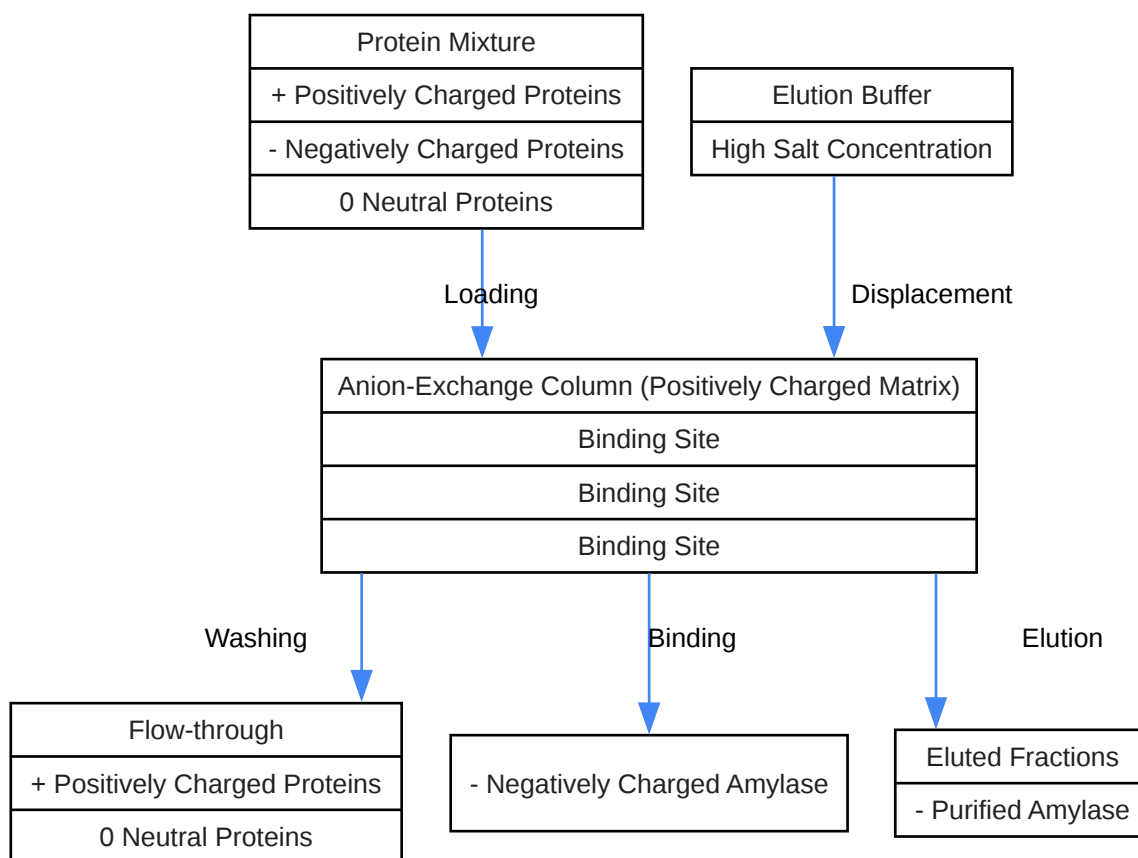 Protein Mixture
+ Positively Charged Proteins
- Negatively Charged Proteins
0 Neutral Proteins
Elution Buffer
High Salt Concentration
Loading
Displacement
Anion-Exchange Column (Positively Charged Matrix)
Binding Site
Binding Site
Binding Site
Washing
Binding
Elution
Flow-through
+ Positively Charged Proteins
0 Neutral Proteins
- Negatively Charged Amylase
Eluted Fractions
- Purified Amylase